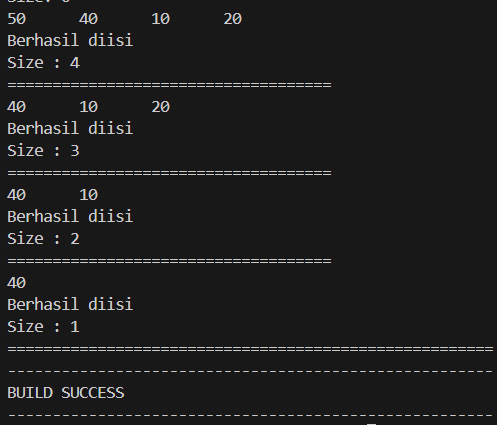 50 40 10 20
Berhasil diisi
Size : 4
====================================
40 10 20
Berhasil diisi
Size : 3
====================================
40 10
Berhasil diisi
Size : 2
====================================
40
Berhasil diisi
Size : 1
======================================================
------------------------------------------------------
BUILD SUCCESS
------------------------------------------------------